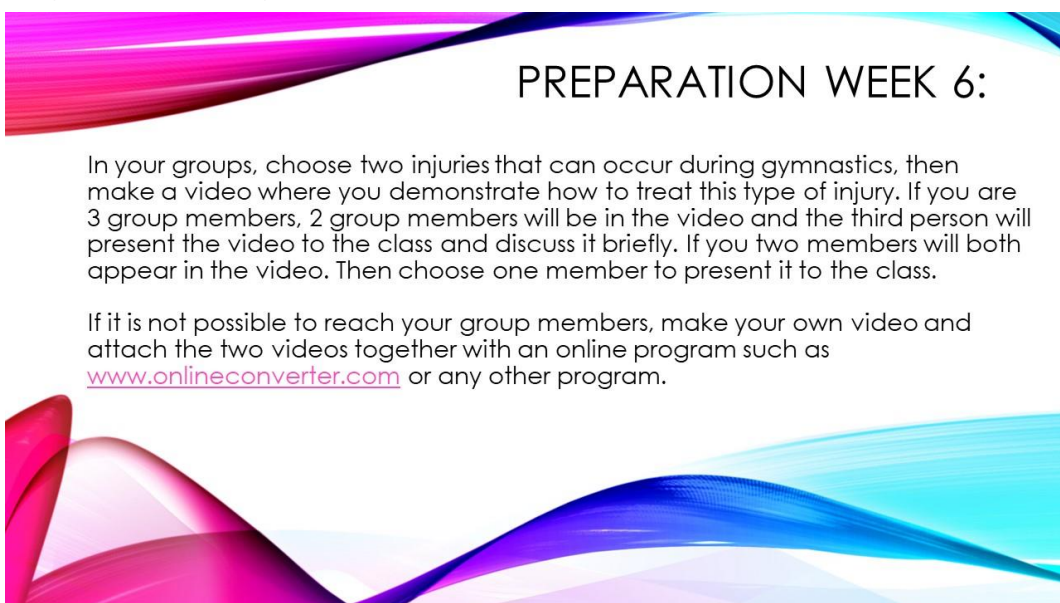 PREPARATION WEEK 6:
In your groups, choose two injuries that can occur during gymnastics, then
make a video where you demonstrate how to treat this type of injury. If you are
3 group members, 2 group members will be in the video and the third person will
present the video to the class and discuss it briefly. If you two members will both
appear in the video. Then choose one member to present it to the class.
If it is not possible to reach your group members, make your own video and
attach the two videos together with an online program such as
www.onlineconverter.com or any other program.